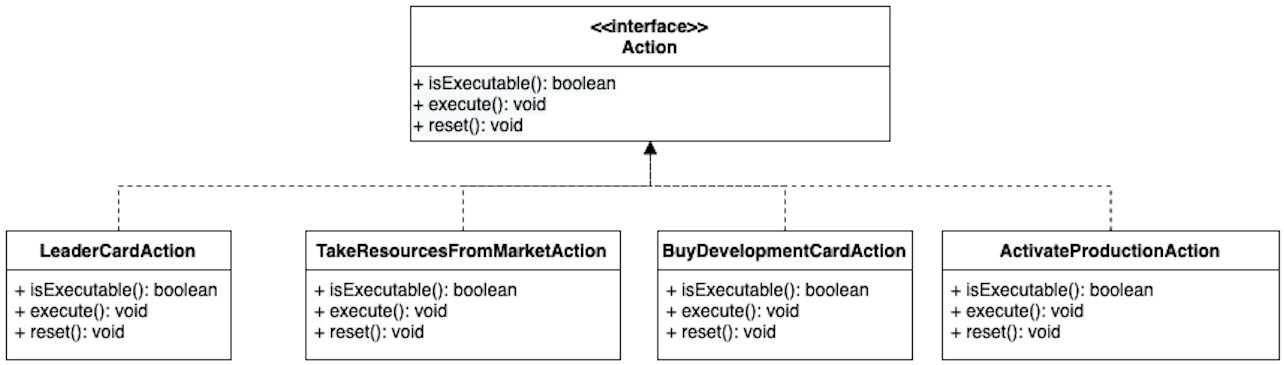 <<interface>>
Action
+ isExecutable(): boolean
+ execute(): void
+ reset(): void
LeaderCardAction
+ isExecutable(): boolean
+ execute(): void
+ reset(): void
TakeResourcesFromMarketAction
+ isExecutable(): boolean
+ execute(): void
+ reset(): void
BuyDevelopmentCardAction
+ isExecutable(): boolean
+ execute(): void
+ reset(): void
ActivateProductionAction
+ isExecutable(): boolean
+ execute(): void
+ reset(): void